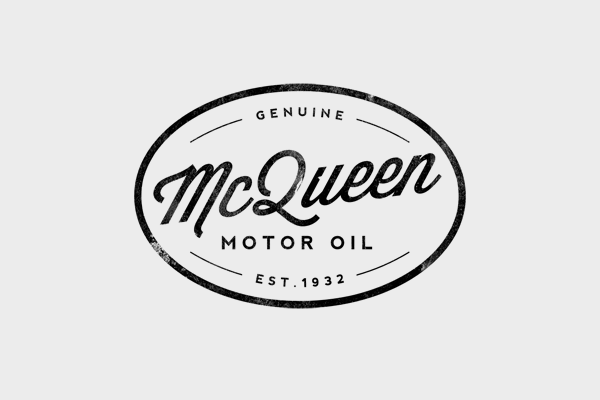 GENUINE
McQueen
MOTOR OIL
EST.1932